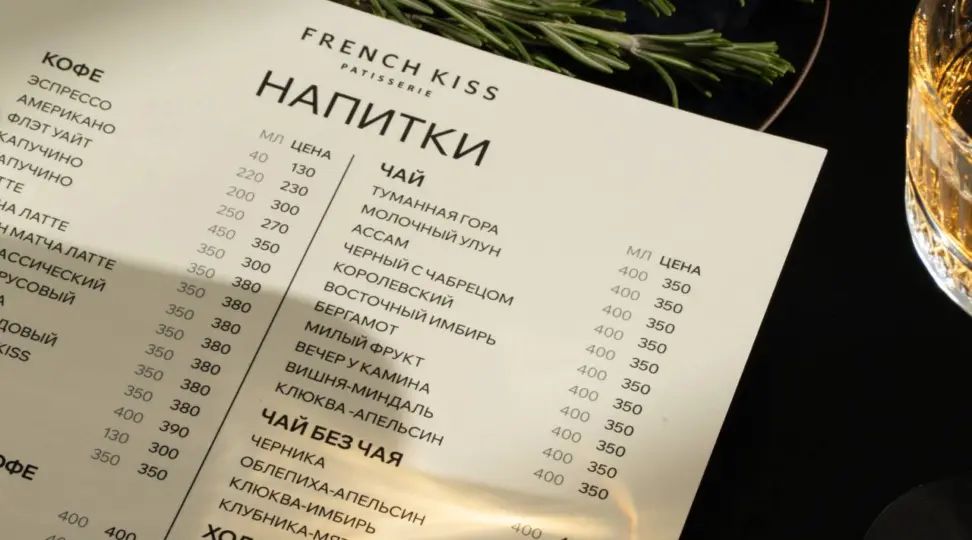 FRENCH KISS
PATISSERIE
НАПИТКИ
КОФЕ
МЛ ЦЕНА
ЭСПРЕССО 40 130
АМЕРИКАНО 220 230
ФЛЭТ УАЙТ 200 300
КАПУЧИНО 250 270
450 350
350 300
ЛАТТЕ 350 380
МАТЧА ЛАТТЕ 350 380
350 380
350 380
350 380
350 380
KISS 400 390
130 300
350 350
400 400
ЧАЙ
МЛ ЦЕНА
ТУМАННАЯ ГОРА 400 350
МОЛОЧНЫЙ УЛУН 400 350
АССАМ 400 350
ЧЕРНЫЙ С ЧАБРЕЦОМ 400 350
КОРОЛЕВСКИЙ 400 350
ВОСТОЧНЫЙ ИМБИРЬ 400 350
БЕРГАМОТ 400 350
МИЛЫЙ ФРУКТ 400 350
ВЕЧЕР У КАМИНА 400 350
ВИШНЯ-МИНДАЛЬ 400 350
КЛЮКВА -АПЕЛЬСИН 400 350
ЧАЙ БЕЗ ЧАЯ
ЧЕРНИКА 400
ОБЛЕПИХА-АПЕЛЬСИН
КЛЮКВА-ИМБИРЬ